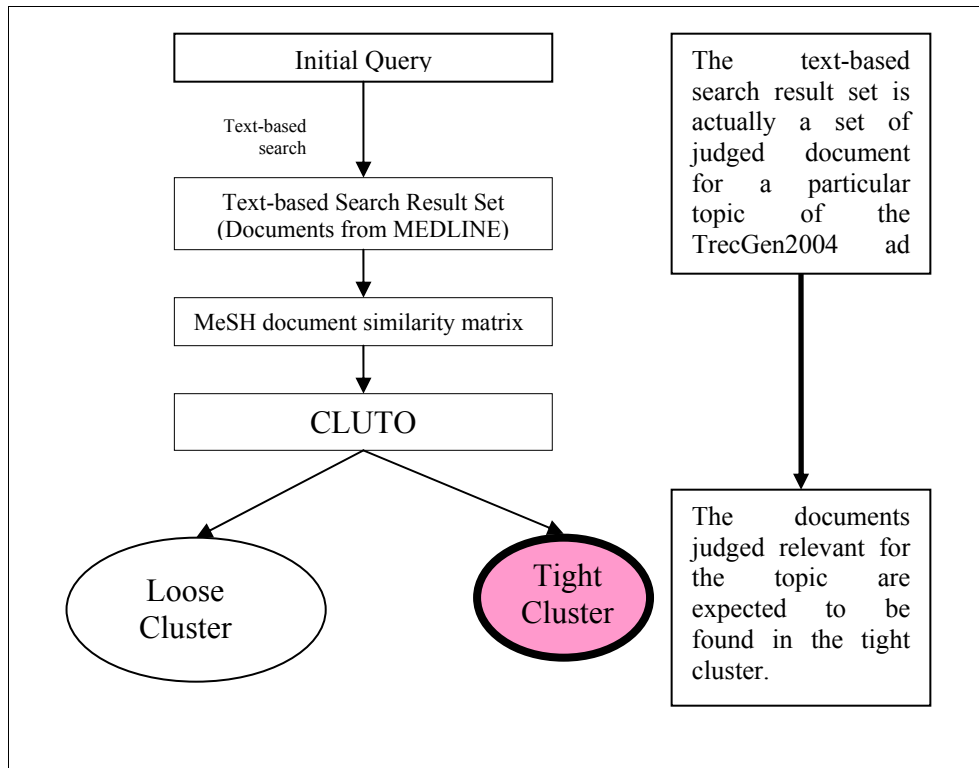 Initial Query
Text-based
search
Text-based Search Result Set
(Documents from MEDLINE)
MeSH document similarity matrix
CLUTO
Loose
Cluster
Tight
Cluster
The text-based
search result set is
actually a set of
judged document
for a particular
topic of the
TrecGen2004 ad
The documents
judged relevant for
the topic are
expected to be
found in the tight
cluster.